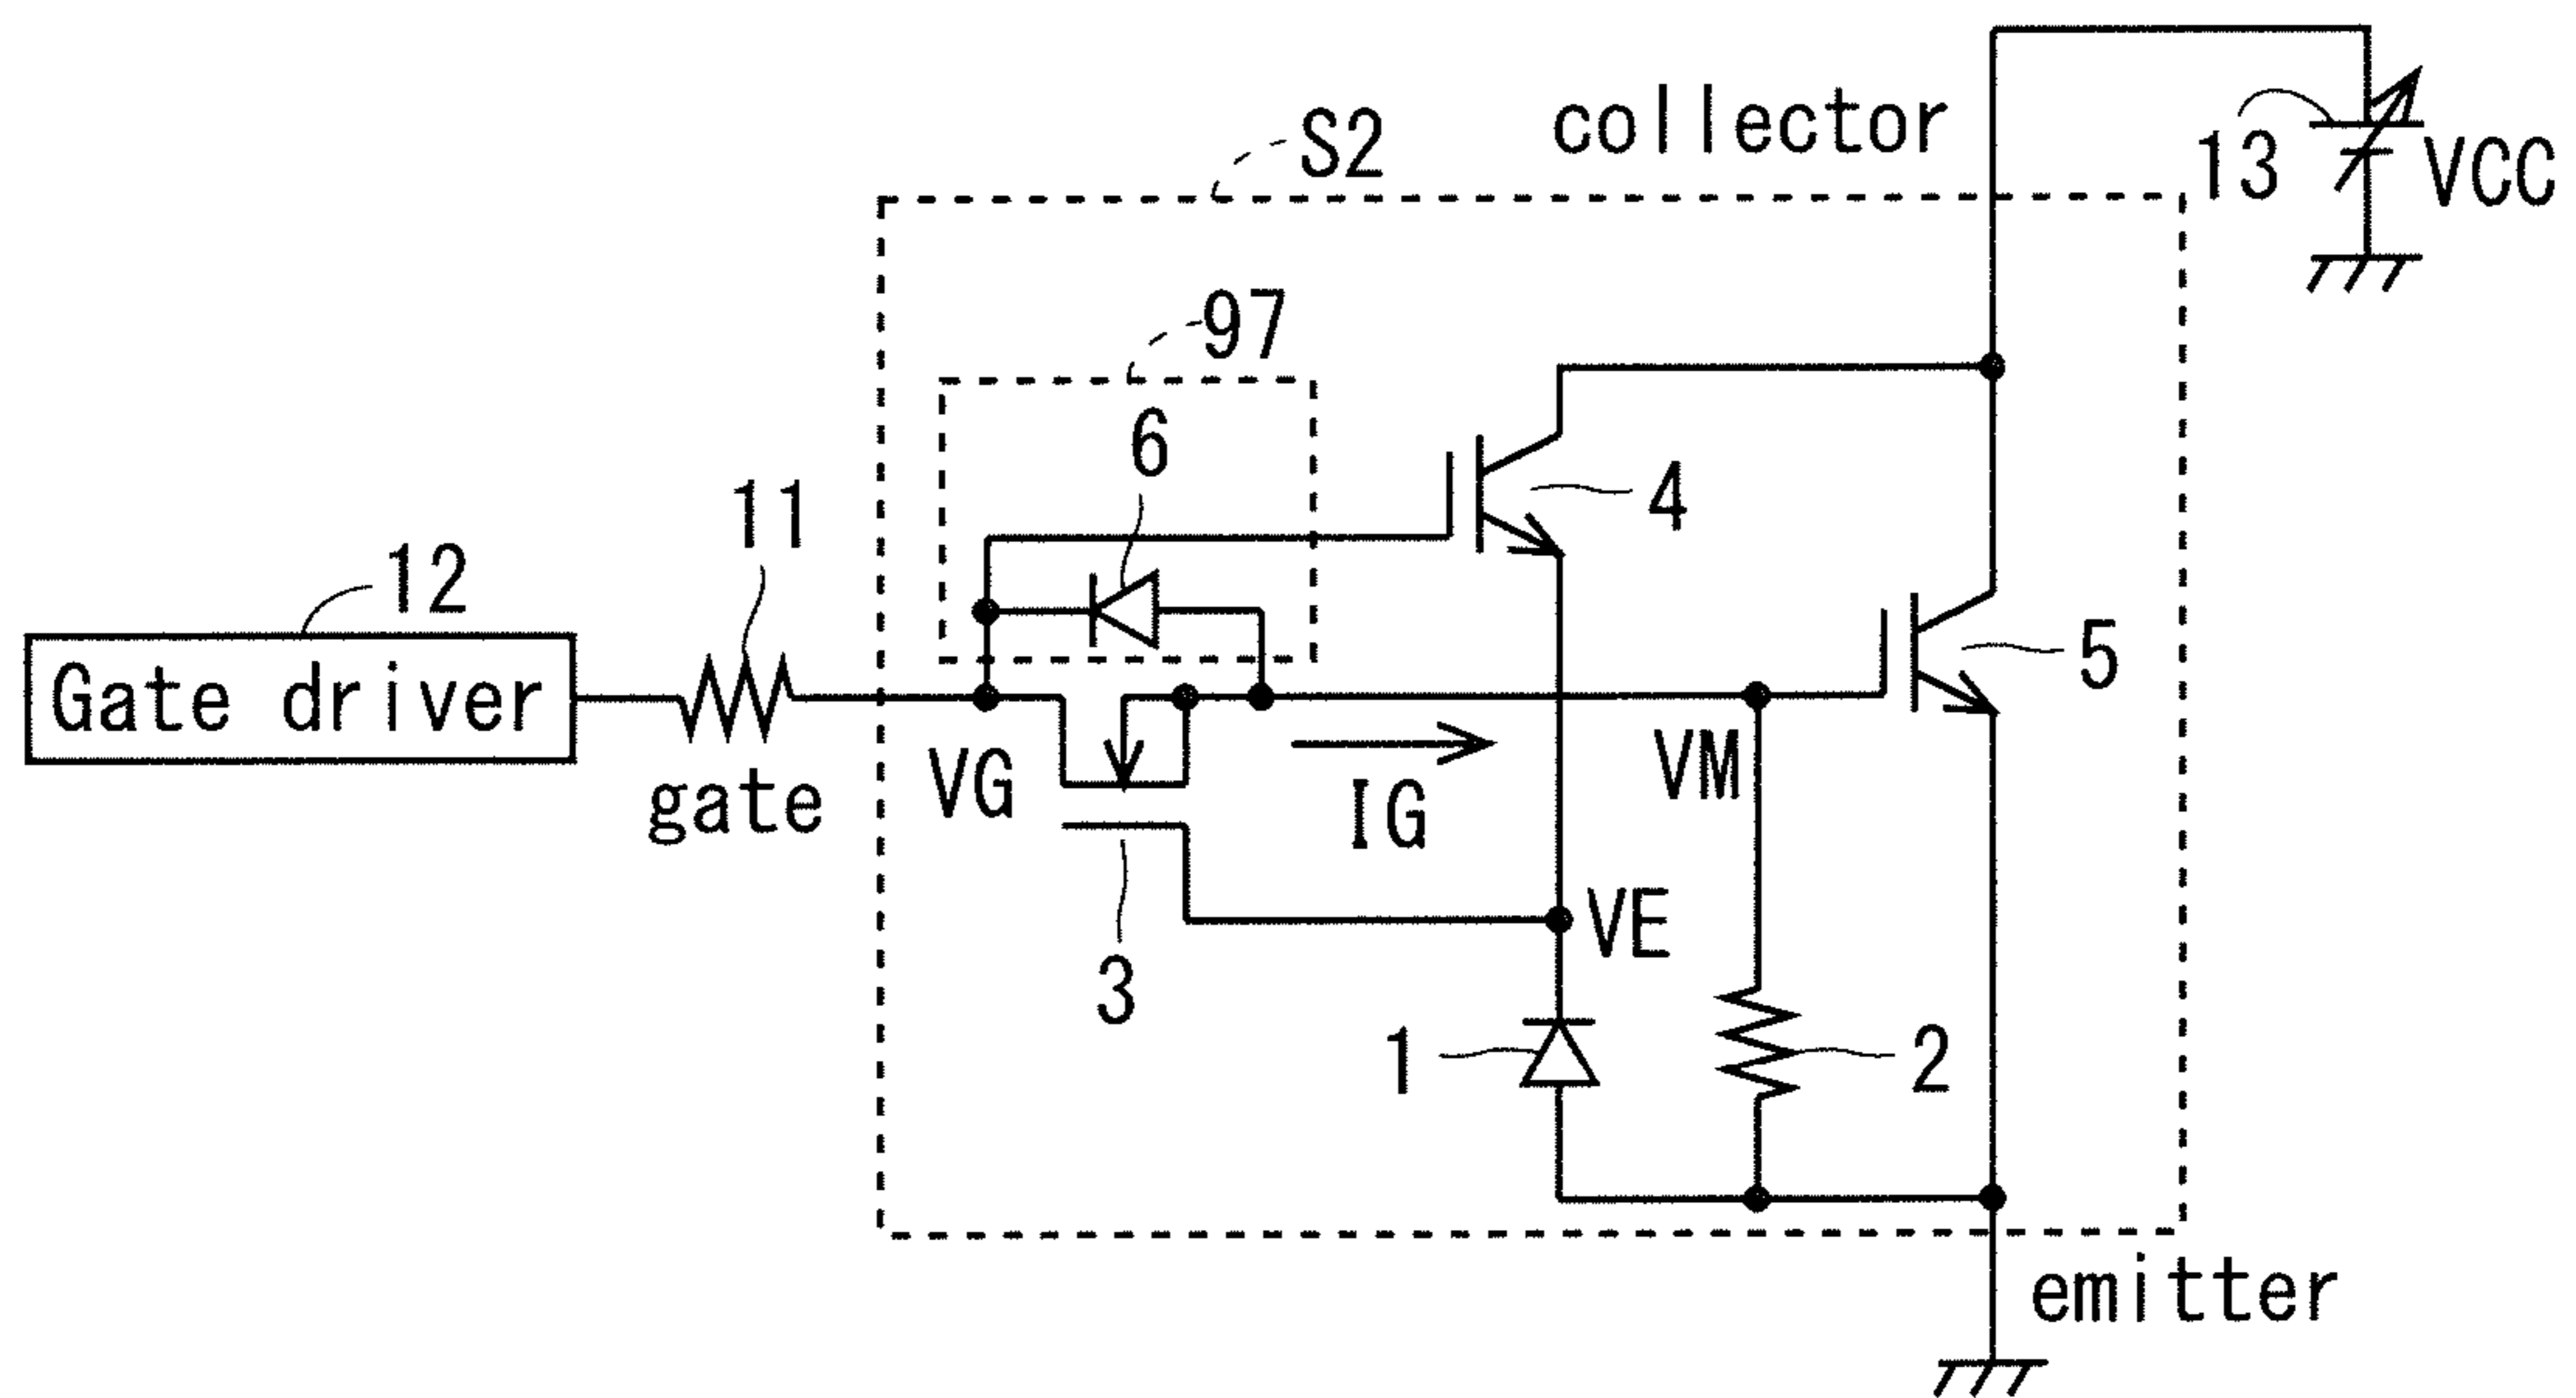 collector
S2
13
VCC
97
6
4
11
12
5
Gate driver
VG
VM
gate
IG
VE
3
1
2
emitter